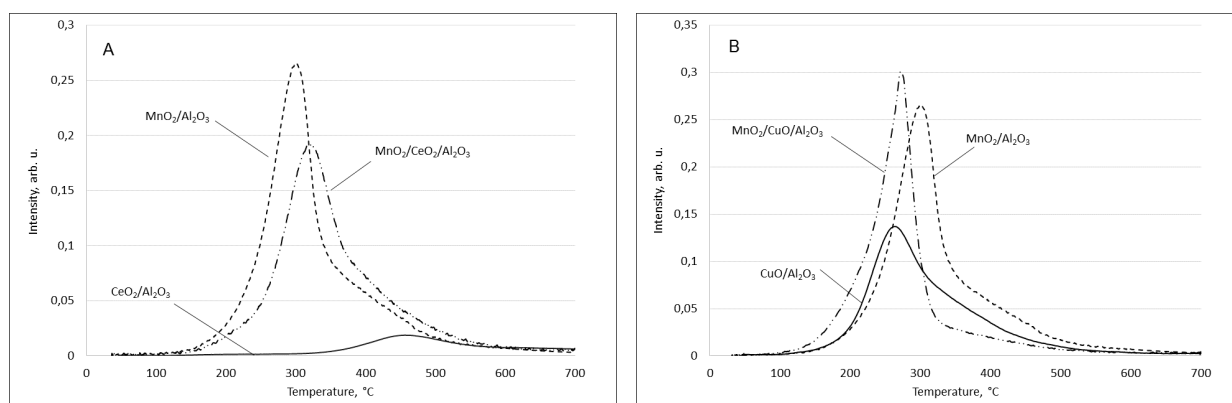 A
0,3
0,25
0,2
0,15
0,1
0,05
0
Intensity, arb. u.
MnO₂/Al₂O₃
MnO₂/CeO₂/Al₂O₃
CeO₂/Al₂O₃
0 100 200 300 400 500 600 700
Temperature, °C
B
0,35
0,3
0,25
0,2
0,15
0,1
0,05
0
Intensity, arb. u.
MnO₂/CuO/Al₂O₃
MnO₂/Al₂O₃
CuO/Al₂O₃
0 100 200 300 400 500 600 700
Temperature, °C